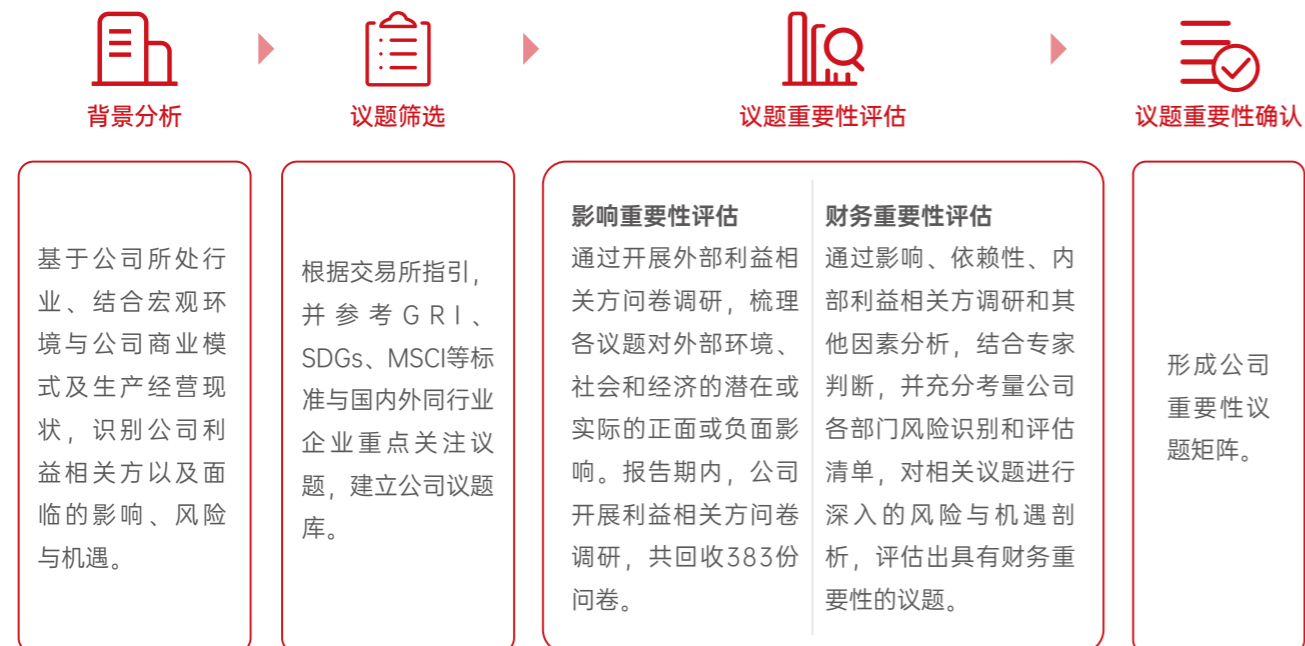 背景分析
议题筛选
议题重要性评估
议题重要性确认
基于公司所处行
业、结合宏观环
境与公司商业模
式及生产经营现
状，识别公司利
益相关方以及面
临的影响、风险
与机遇。
根据交易所指引，
并参考GRI、
SDGs、MSCI等标
准与国内外同行业
企业重点关注议
题，建立公司议题
库。
影响重要性评估
通过开展外部利益相
关方问卷调研，梳理
各议题对外部环境、
社会和经济的潜在或
实际的正面或负面影
响。报告期内，公司
开展利益相关方问卷
调研，共回收383份
问卷。
财务重要性评估
通过影响、依赖性、内
部利益相关方调研和其
他因素分析，结合专家
判断，并充分考量公司
各部门风险识别和评估
清单，对相关议题进行
深入的风险与机遇剖
析，评估出具有财务重
要性的议题。
形成公司
重要性议
题矩阵。